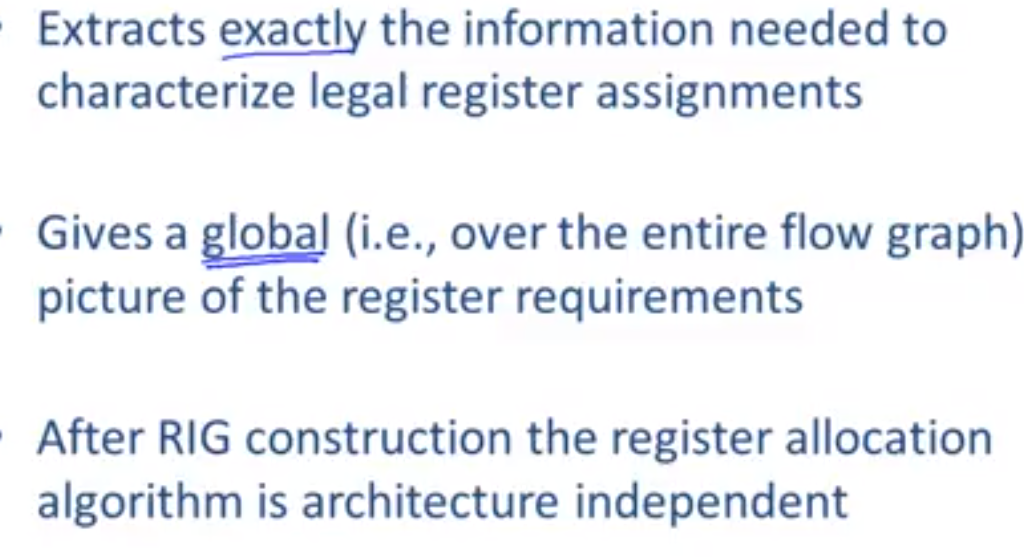 Extracts exactly the information needed to
characterize legal register assignments
Gives a global (i.e., over the entire flow graph)
picture of the register requirements
After RIG construction the register allocation
algorithm is architecture independent